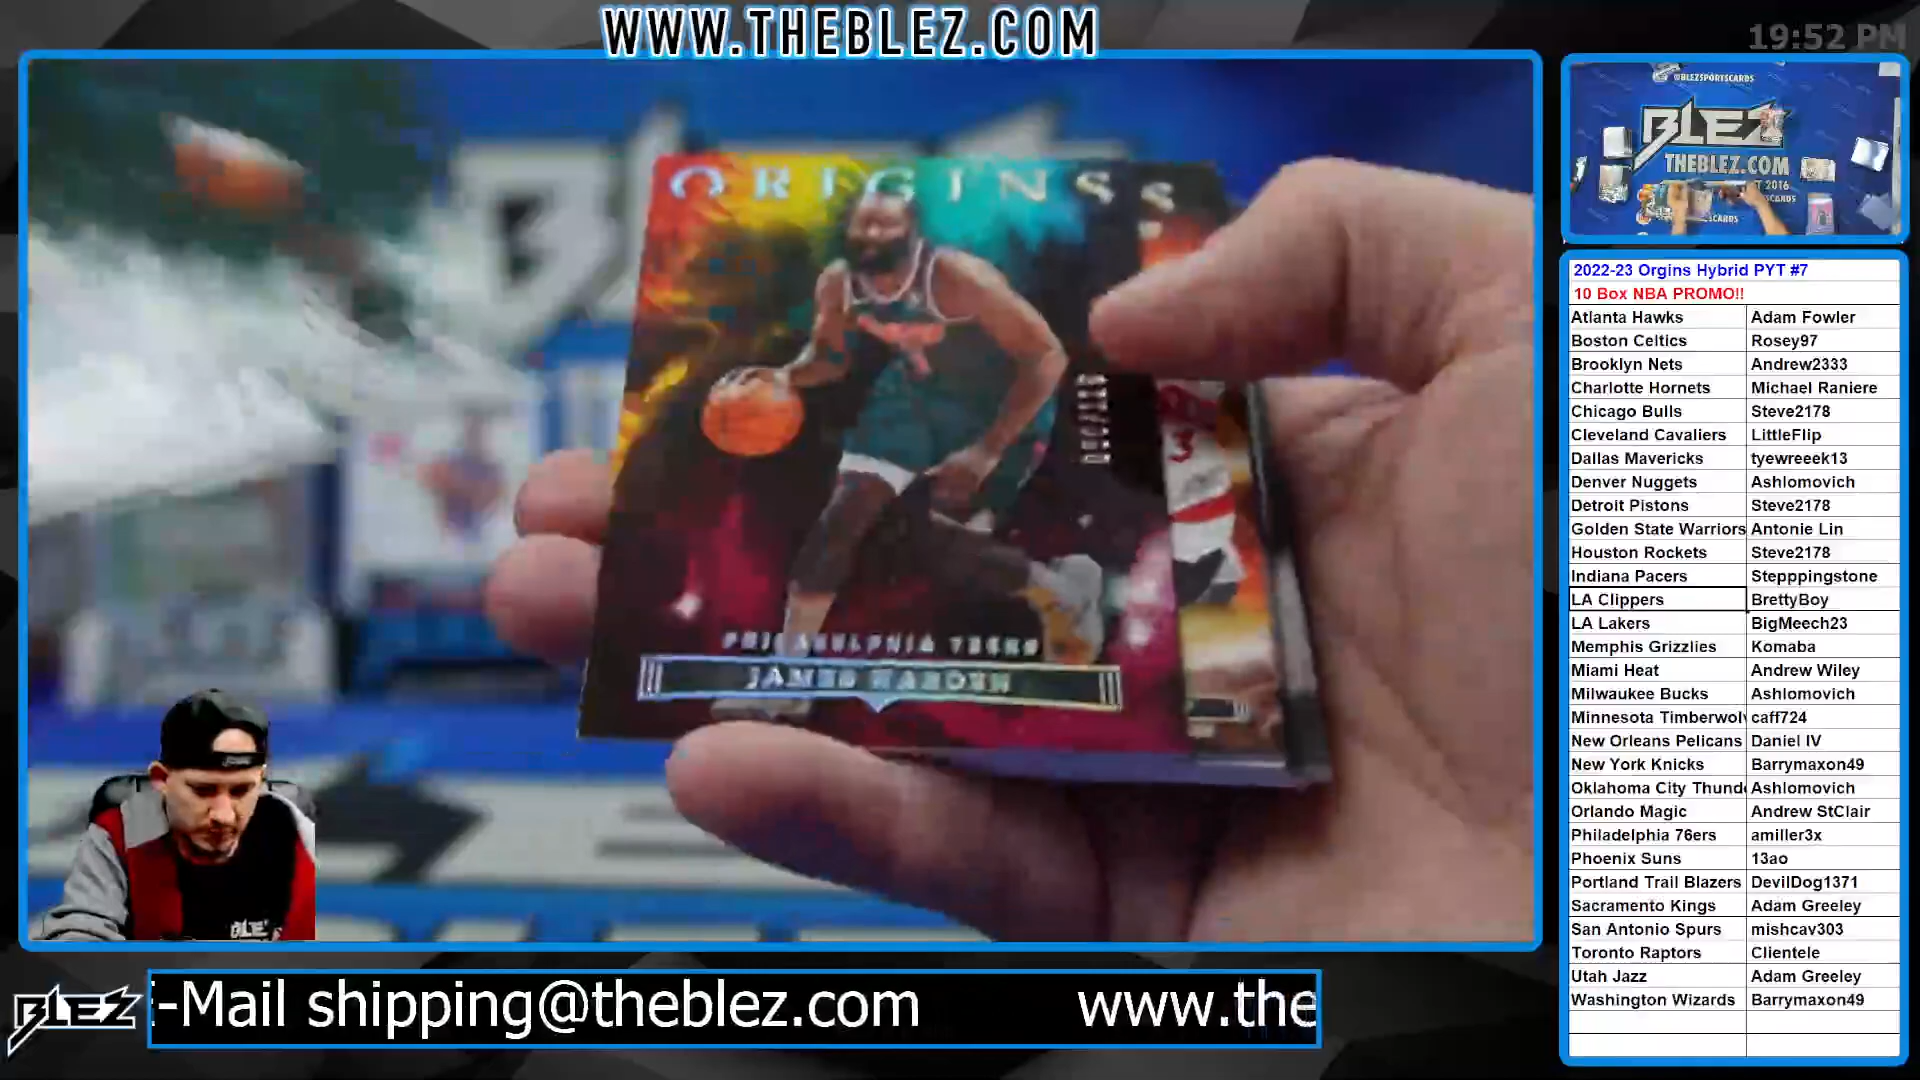 WWW.THEBLEZ.COM
19:52 PM
ORIGINS
JAMES HARDEN
@BLEZSPORTSCARDS
BLEZ
THEBLEZ.COM
2016
2022-23 Orgins Hybrid PYT #7
10 Box NBA PROMO!!
Atlanta Hawks Adam Fowler
Boston Celtics Rosey97
Brooklyn Nets Andrew2333
Charlotte Hornets Michael Raniere
Chicago Bulls Steve2178
Cleveland Cavaliers LittleFlip
Dallas Mavericks tyewreeek13
Denver Nuggets Ashlomovich
Detroit Pistons Steve2178
Golden State Warriors Antonie Lin
Houston Rockets Steve2178
Indiana Pacers Stepppingstone
LA Clippers BrettyBoy
LA Lakers BigMeech23
Memphis Grizzlies Komaba
Miami Heat Andrew Wiley
Milwaukee Bucks Ashlomovich
Minnesota Timberwol caff724
New Orleans Pelicans Daniel IV
New York Knicks Barrymaxon49
Oklahoma City Thund Ashlomovich
Orlando Magic Andrew StClair
Philadelphia 76ers amiller3x
Phoenix Suns 13ao
Portland Trail Blazers DevilDog1371
Sacramento Kings Adam Greeley
San Antonio Spurs mishcav303
Toronto Raptors Clientele
Utah Jazz Adam Greeley
Washington Wizards Barrymaxon49
BLEZ
-Mail shipping@theblez.com www.the